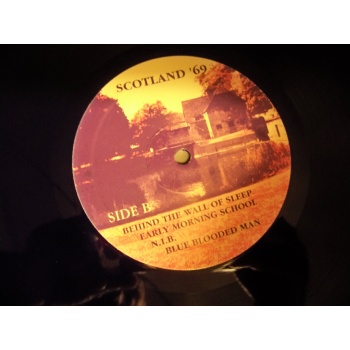 SCOTLAND '69
SIDE B
BEHIND THE WALL OF SLEEP
EARLY MORNING SCHOOL
N.I.B.
BLUE BLOODED MAN